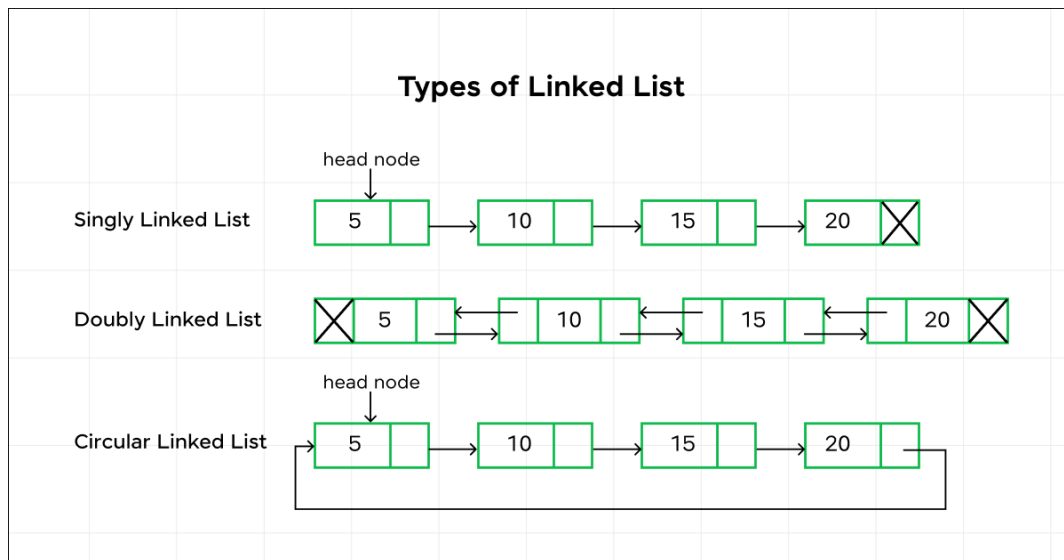 Types of Linked List
head node
Singly Linked List 5 10 15 20
Doubly Linked List 5 10 15 20
head node
Circular Linked List 5 10 15 20